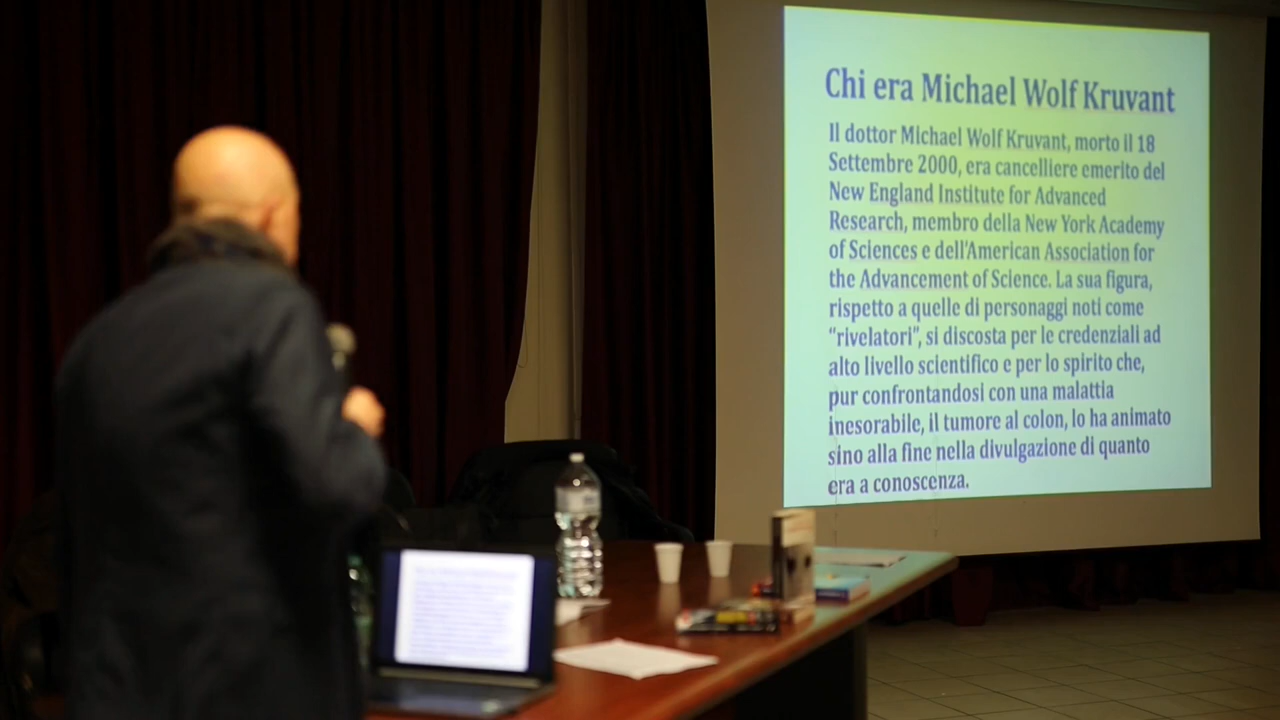 Chi era Michael Wolf Kruvant
Il dottor Michael Wolf Kruvant, morto il 18
Settembre 2000, era cancelliere emerito del
New England Institute for Advanced
Research, membro della New York Academy
of Sciences e dell'American Association for
the Advancement of Science. La sua figura,
rispetto a quelle di personaggi noti come
“rivelatori”, si discosta per le credenziali ad
alto livello scientifico e per lo spirito che,
pur confrontandosi con una malattia
inesorabile, il tumore al colon, lo ha animato
sino alla fine nella divulgazione di quanto
era a conoscenza.